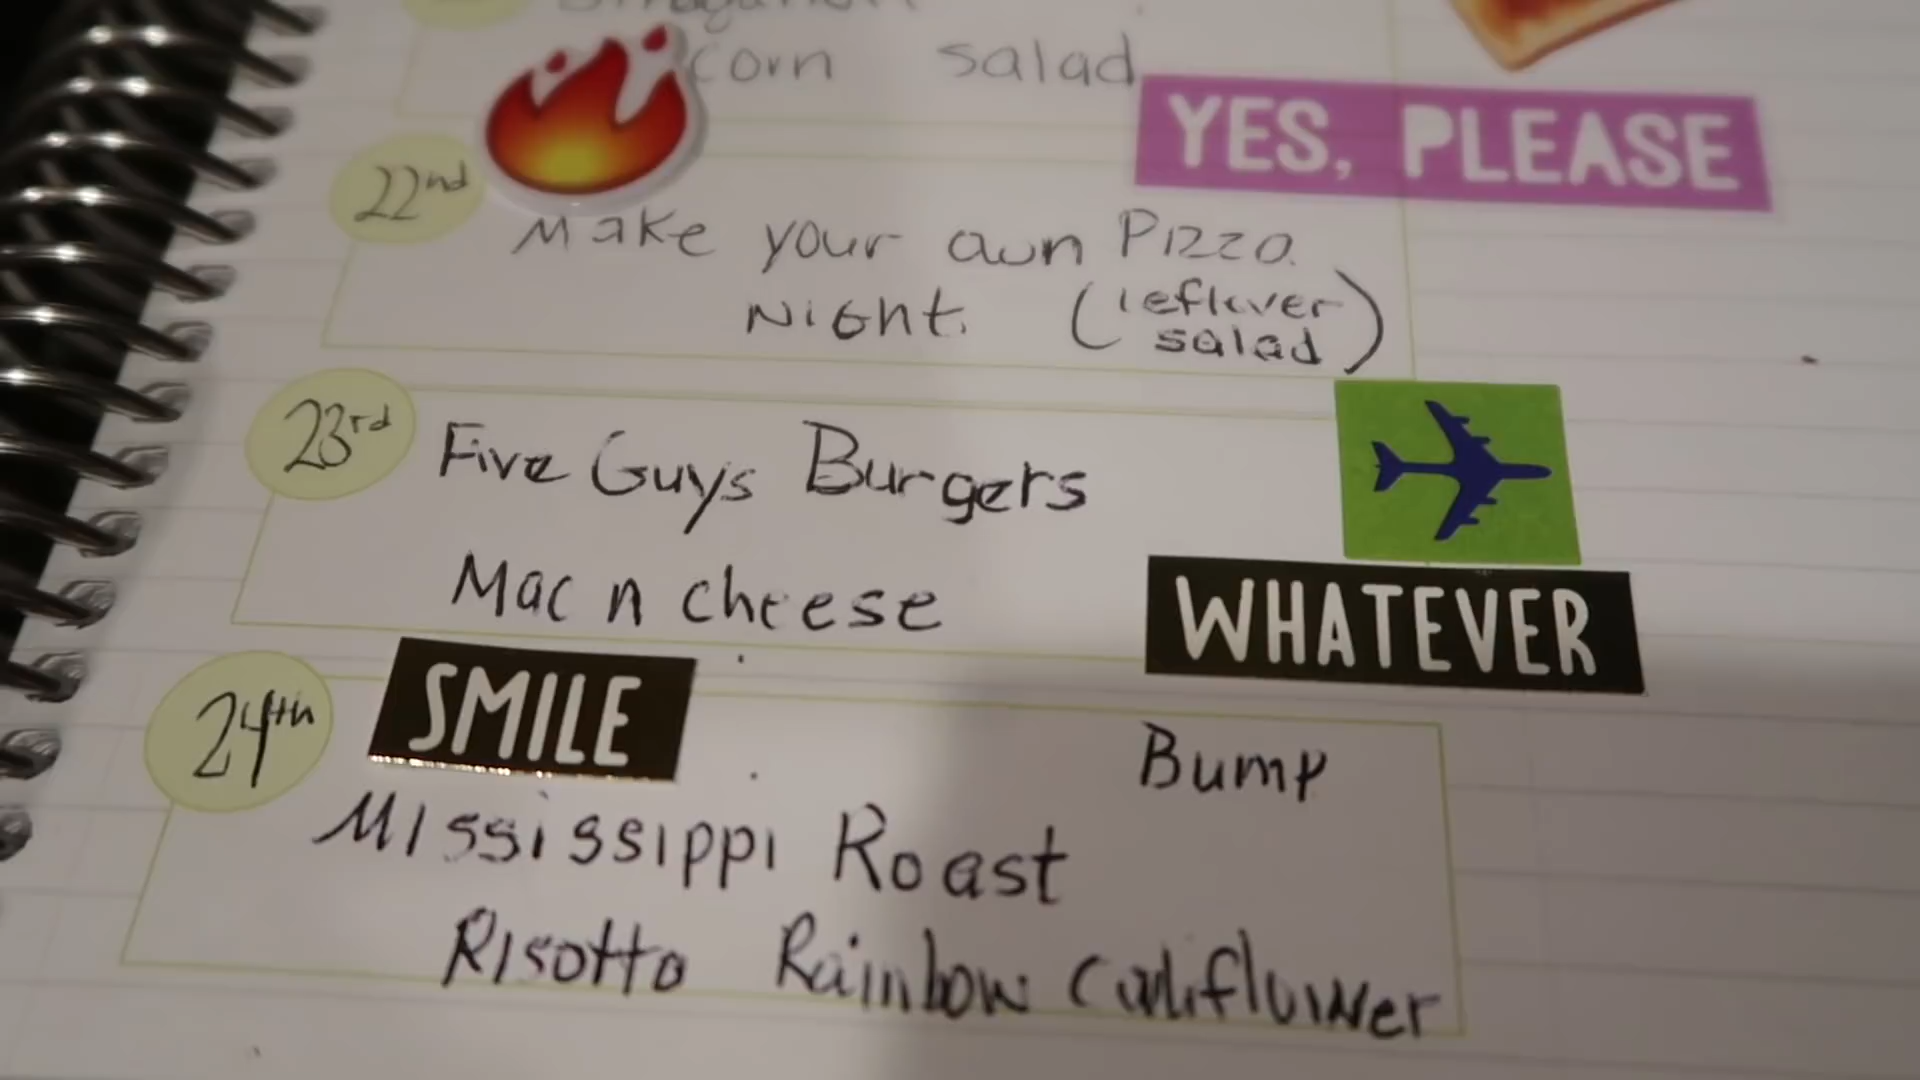 corn salad
YES, PLEASE
22nd
Make your own Pizza
Night. (leftover
salad)
23rd Five Guys Burgers
Mac n cheese
WHATEVER
24th SMILE
Bump
Mississippi Roast
Risotto Rainbow Califluwer